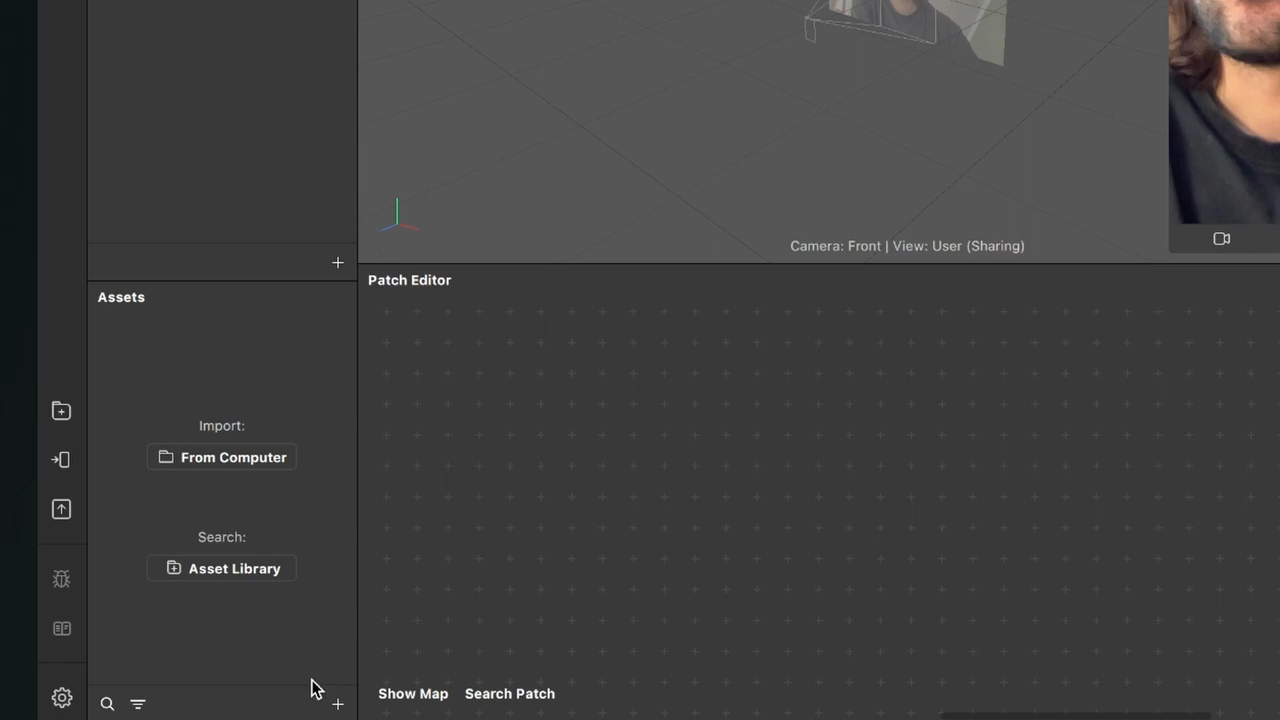 Camera: Front | View: User (Sharing)
Patch Editor
Assets
Import:
From Computer
Search:
Asset Library
Show Map
Search Patch